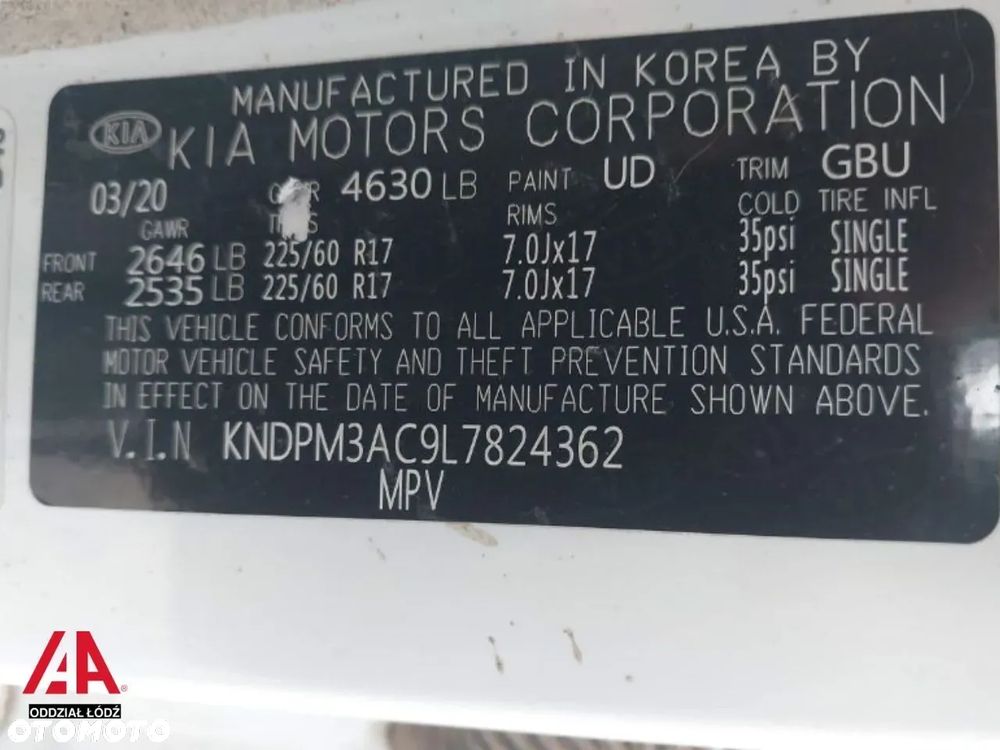 MANUFACTURED IN KOREA BY
KIA KIA MOTORS CORPORATION
03/20 4630 LB PAINT UD TRIM GBU
GAWR RIMS COLD TIRE INFL
FRONT 2646 LB 225/60 R17 7.0Jx17 35psi SINGLE
REAR 2535 LB 225/60 R17 7.0Jx17 35psi SINGLE
THIS VEHICLE CONFORMS TO ALL APPLICABLE U.S.A. FEDERAL
MOTOR VEHICLE SAFETY AND THEFT PREVENTION STANDARDS
IN EFFECT ON THE DATE OF MANUFACTURE SHOWN ABOVE.
V.I.N KNDPM3AC9L7824362
MPV
AA®
ODDZIAŁ ŁÓDŹ
OTOMOTO